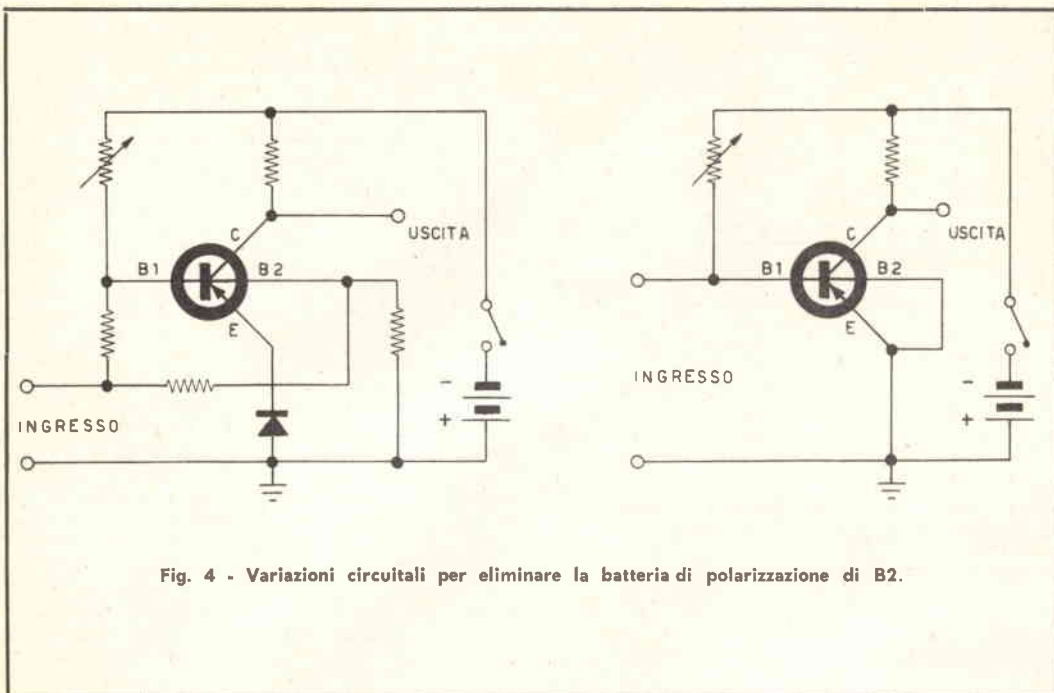 C
USCITA
B1
B2
E
-
+
INGRESSO
C
USCITA
B1
B2
E
-
+
INGRESSO
Fig. 4 - Variazioni circuitali per eliminare la batteria di polarizzazione di B2.